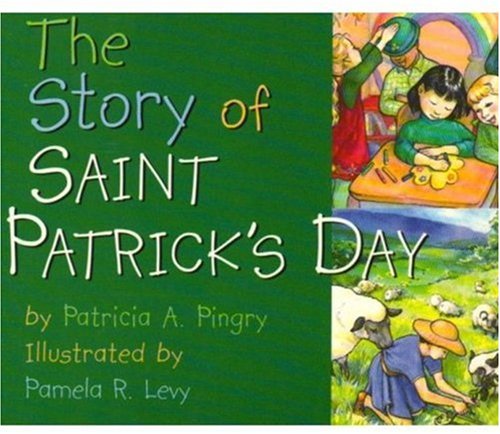 The
Story of
SAINT
PATRICK'S DAY
by Patricia A. Pingry
Illustrated by
Pamela R. Levy